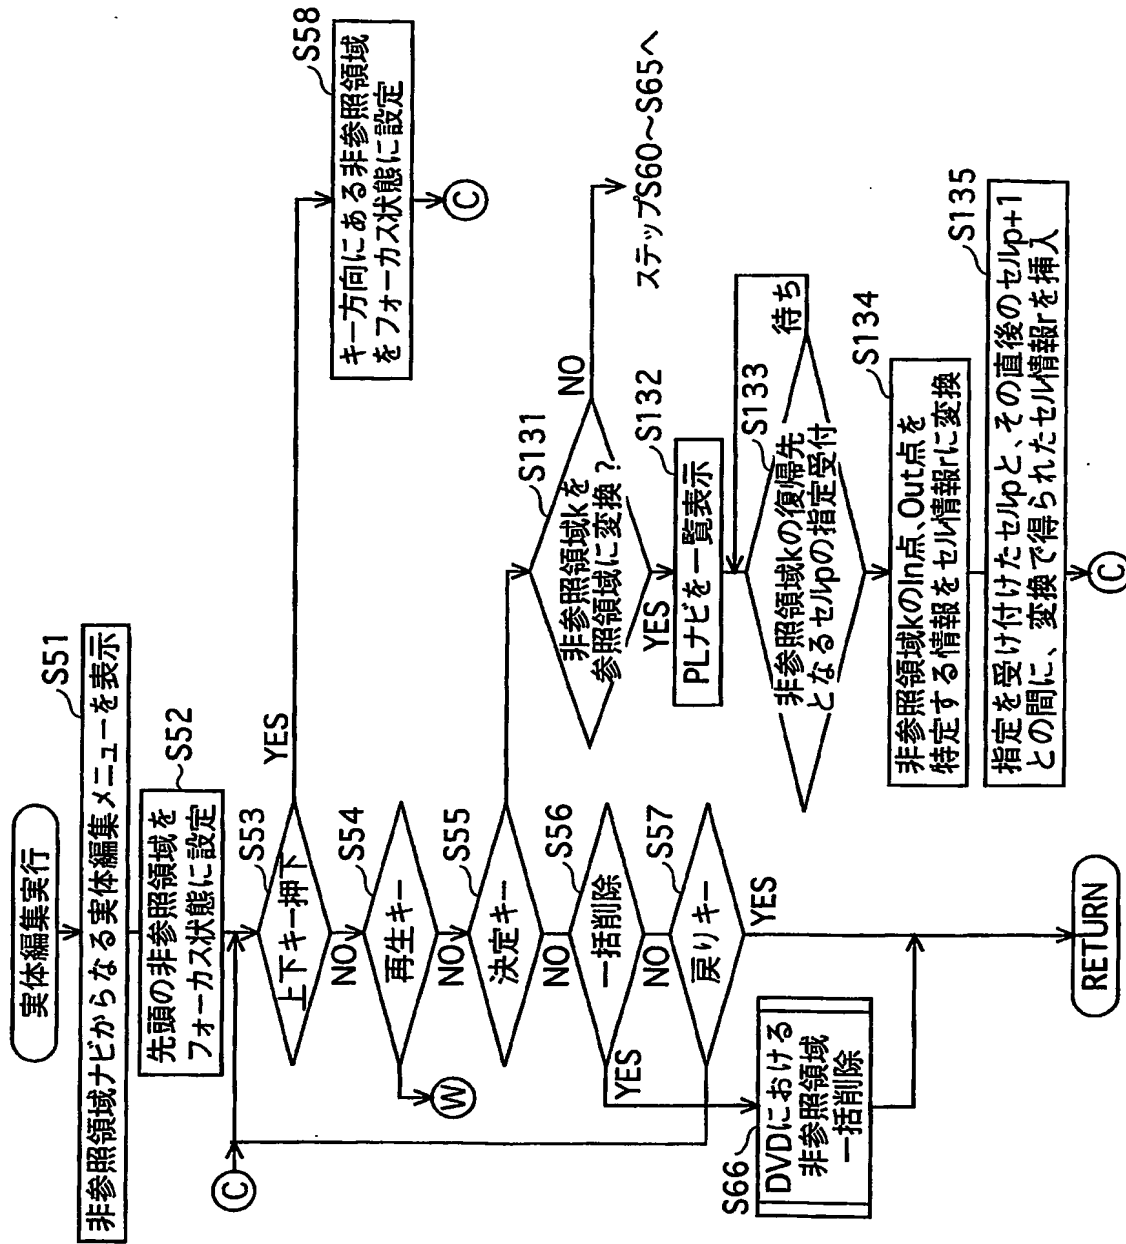 実体編集実行
S51
非参照領域ナビからなる実体編集メニューを表示
S52
先頭の非参照領域を
フォーカス状態に設定
C
S53
上下キー押下
YES
S58
キー方向にある非参照領域
をフォーカス状態に設定
C
NO
S54
再生キー
W
NO
S55
決定キー
S131
非参照領域kを
参照領域に変換?
NO
ステップS60～S65へ
YES
S132
PLナビを一覧表示
S133
非参照領域kの復帰先
となるセルpの指定受付
待ち
S134
非参照領域kのIn点、Out点を
特定する情報をセル情報rに変換
S135
指定を受け付けたセルpと、その直後のセルp+1
との間に、変換で得られたセル情報rを挿入
C
NO
S56
一括削除
YES
NO
S57
戻りキー
YES
S66
DVDにおける
非参照領域
一括削除
RETURN